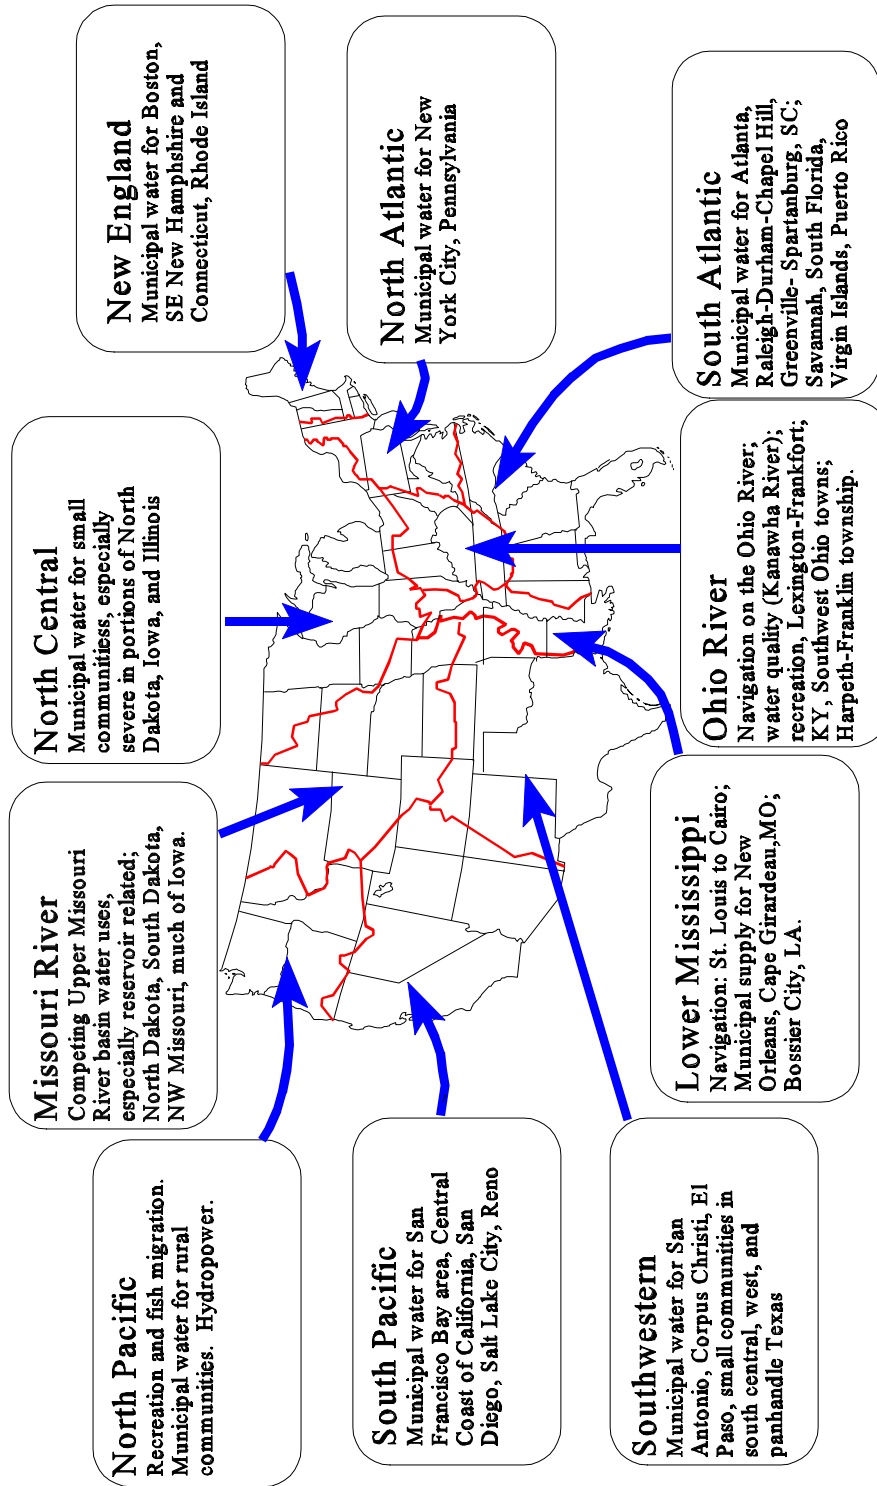 North Pacific
Recreation and fish migration.
Municipal water for rural
communities.  Hydropower.
Missouri River
Competing Upper Missouri
River basin water uses,
especially reservoir related;
North Dakota, South Dakota,
NW Missouri, much of Iowa.
North Central
Municipal water for small
communitiess, especially
severe in portions of North
Dakota, Iowa, and Illinois
New England
Municipal water for Boston,
SE New Hamphshire and
Connecticut, Rhode Island
South Pacific
Municipal water for San
Francisco Bay area, Central
Coast of California, San
Diego, Salt Lake City, Reno
North Atlantic
Municipal water for New
York City, Pennsylvania
Southwestern
Municipal water for San
Antonio, Corpus Christi, El
Paso, small communities in
south central, west, and
panhandle Texas
Lower Mississippi
Navigation: St. Louis to Cairo;
Municipal supply for New
Orleans, Cape Girardeau,MO;
Bossier City, LA.
Ohio River
Navigation on the Ohio River;
water quality (Kanawha River);
recreation, Lexington-Frankfort,
KY, Southwest Ohio towns;
Harpeth-Franklin township.
South Atlantic
Municipal water for Atlanta,
Raleigh-Durham-Chapel Hill,
Greenville- Spartanburg, SC;
Savannah, South Florida,
Virgin Islands, Puerto Rico